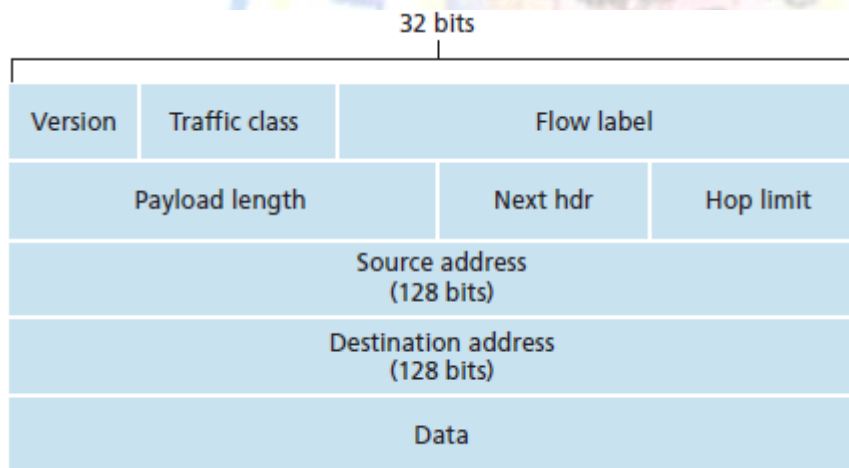 32 bits
Version Traffic class Flow label
Payload length Next hdr Hop limit
Source address
(128 bits)
Destination address
(128 bits)
Data